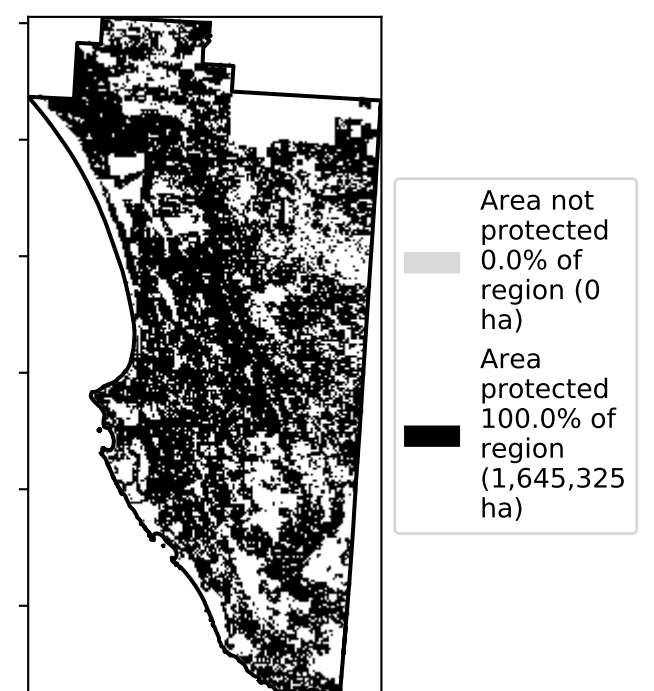 Area not
protected
0.0% of
region (0
ha)
Area
protected
100.0% of
region
(1,645,325
ha)